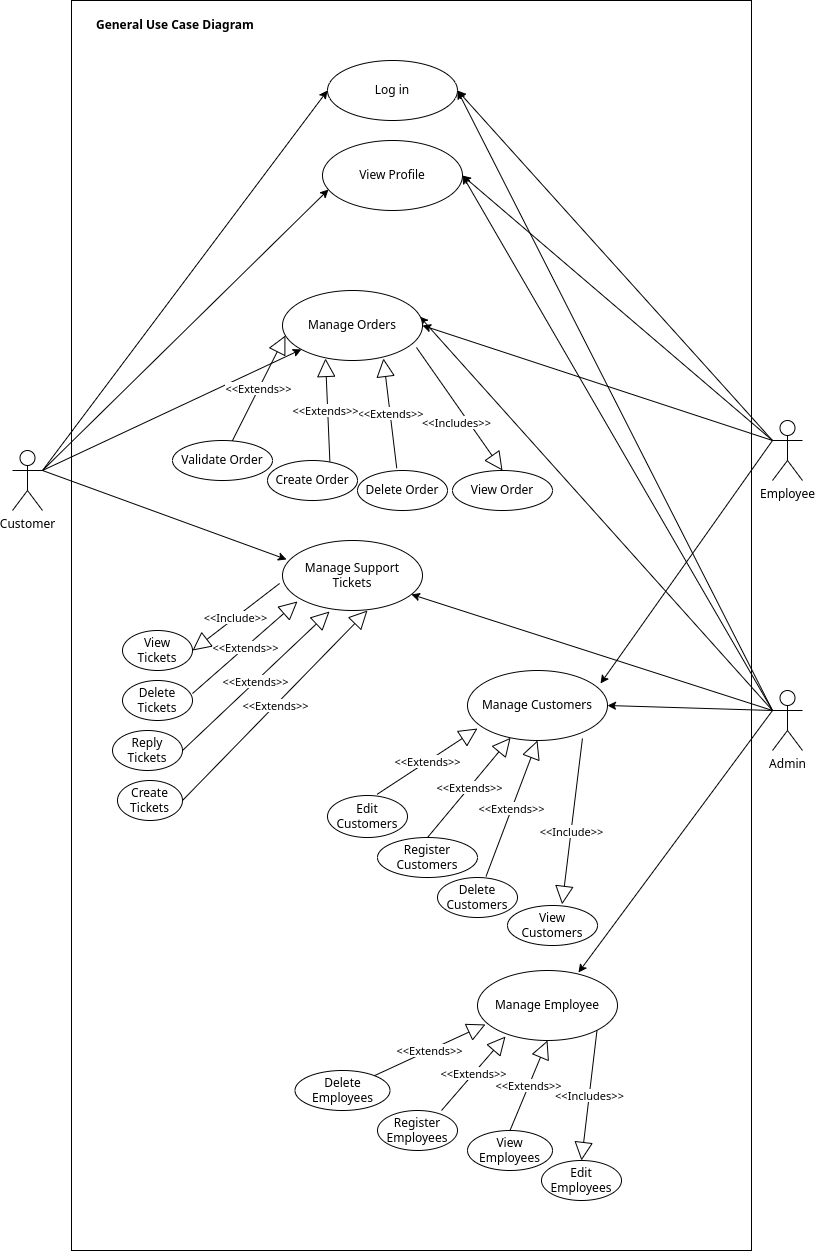 General Use Case Diagram
Log in
View Profile
Manage Orders
<<Extends>>
<<Extends>>
<<Extends>>
<<Includes>>
Validate Order
Create Order
Delete Order
View Order
Customer
Employee
Manage Support
Tickets
<<Include>>
<<Extends>>
<<Extends>>
<<Extends>>
View
Tickets
Delete
Tickets
Reply
Tickets
Create
Tickets
Manage Customers
Admin
<<Extends>>
<<Extends>>
<<Extends>>
<<Include>>
Edit
Customers
Register
Customers
Delete
Customers
View
Customers
Manage Employee
<<Extends>>
<<Extends>>
<<Extends>>
<<Includes>>
Delete
Employees
Register
Employees
View
Employees
Edit
Employees